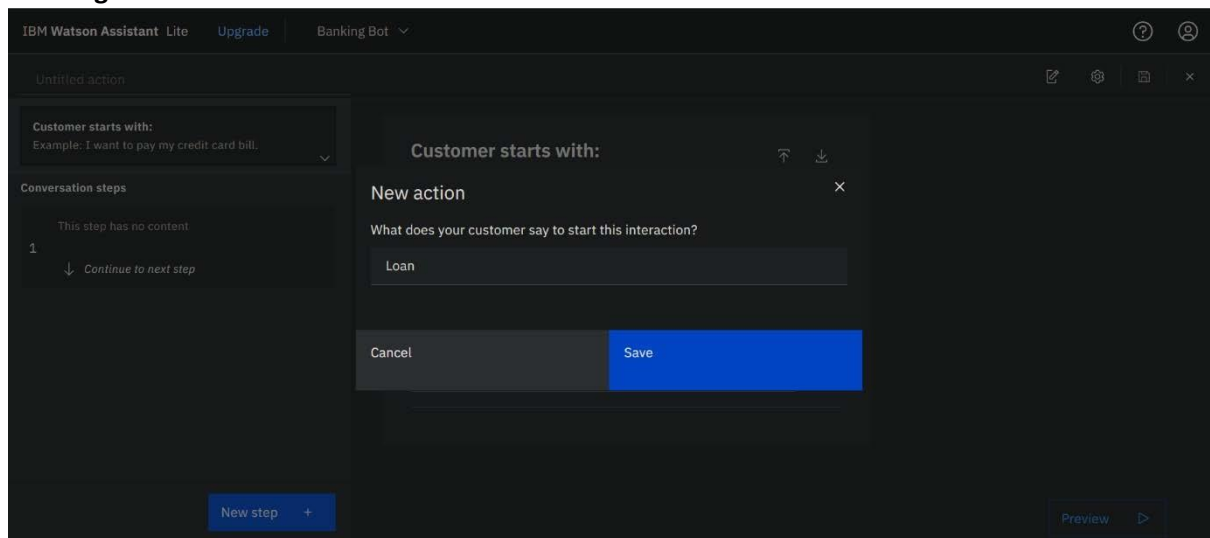 IBM Watson Assistant Lite Upgrade Banking Bot
Untitled action
Customer starts with:
Example: I want to pay my credit card bill.
Conversation steps
This step has no content
1
Continue to next step
New step +
Customer starts with:
New action
What does your customer say to start this interaction?
Loan
Cancel
Save
Preview